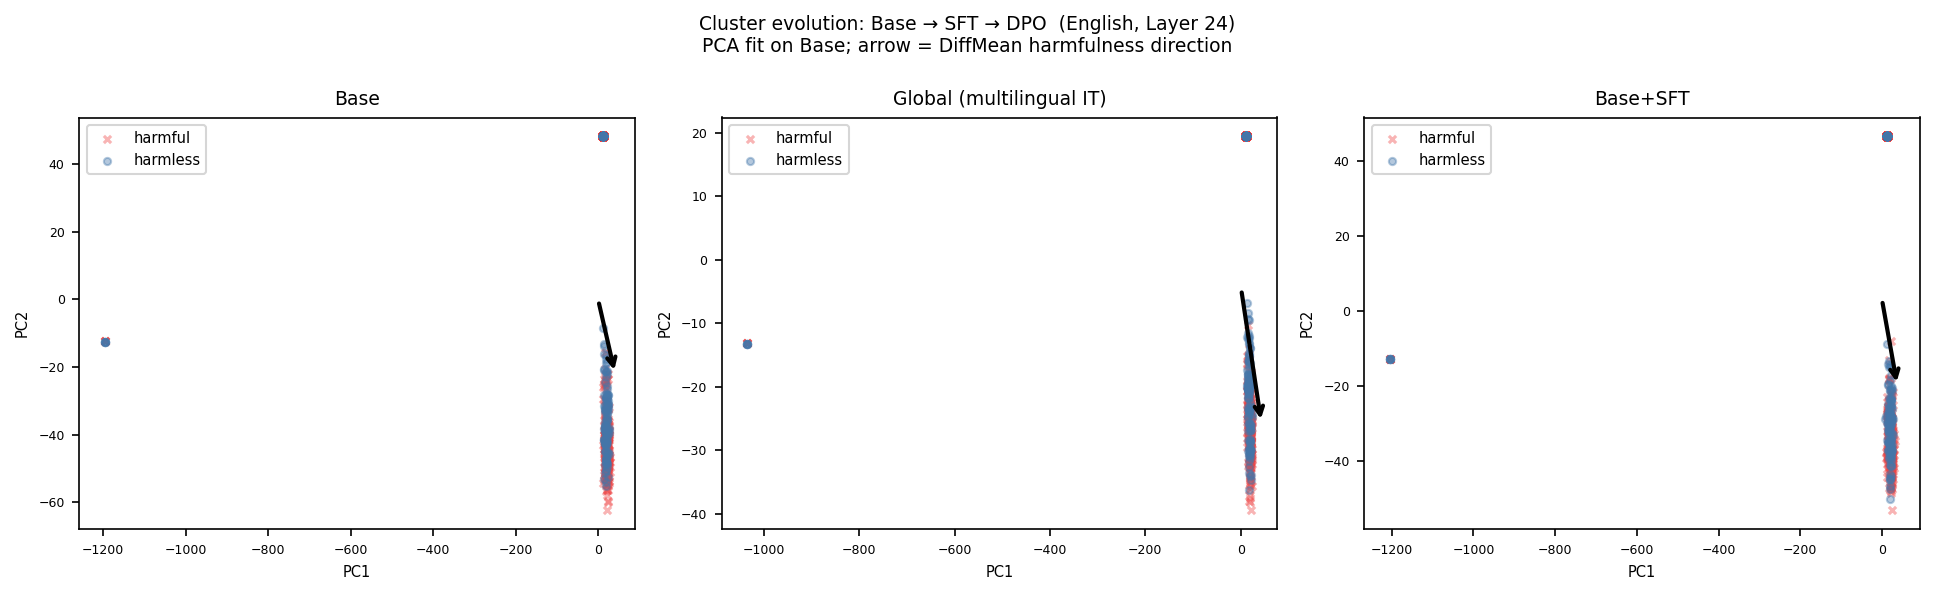 Cluster evolution: Base → SFT → DPO  (English, Layer 24)
PCA fit on Base; arrow = DiffMean harmfulness direction
Base
harmful
harmless
40
20
0
−20
−40
−60
PC2
−1200
−1000
−800
−600
−400
−200
0
PC1
Global (multilingual IT)
harmful
harmless
20
10
0
−10
−20
−30
−40
PC2
−1000
−800
−600
−400
−200
0
PC1
Base+SFT
harmful
harmless
40
20
0
−20
−40
PC2
−1200
−1000
−800
−600
−400
−200
0
PC1